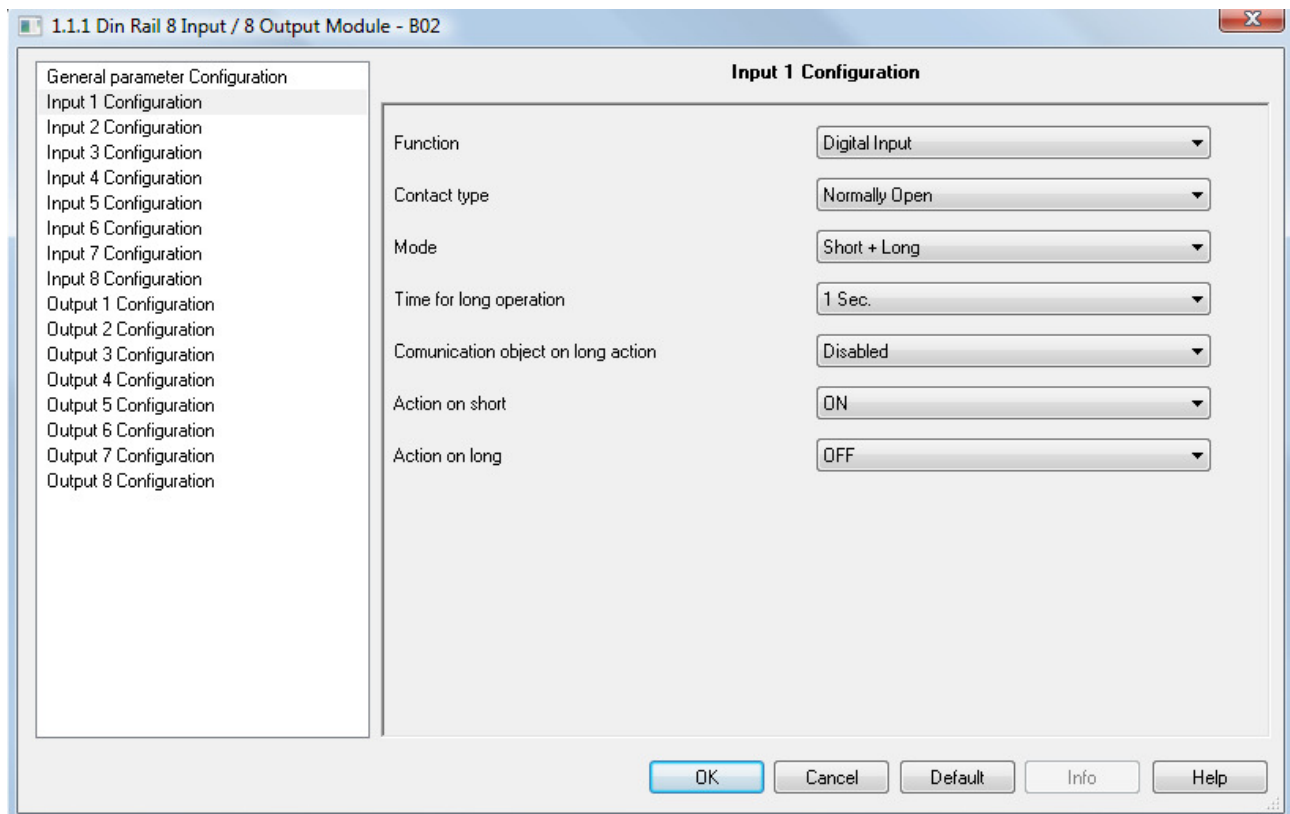 1.1.1 Din Rail 8 Input / 8 Output Module - B02
General parameter Configuration
Input 1 Configuration
Input 2 Configuration
Input 3 Configuration
Input 4 Configuration
Input 5 Configuration
Input 6 Configuration
Input 7 Configuration
Input 8 Configuration
Output 1 Configuration
Output 2 Configuration
Output 3 Configuration
Output 4 Configuration
Output 5 Configuration
Output 6 Configuration
Output 7 Configuration
Output 8 Configuration
Input 1 Configuration
Function Digital Input
Contact type Normally Open
Mode Short + Long
Time for long operation 1 Sec.
Comunication object on long action Disabled
Action on short ON
Action on long OFF
OK Cancel Default Info Help